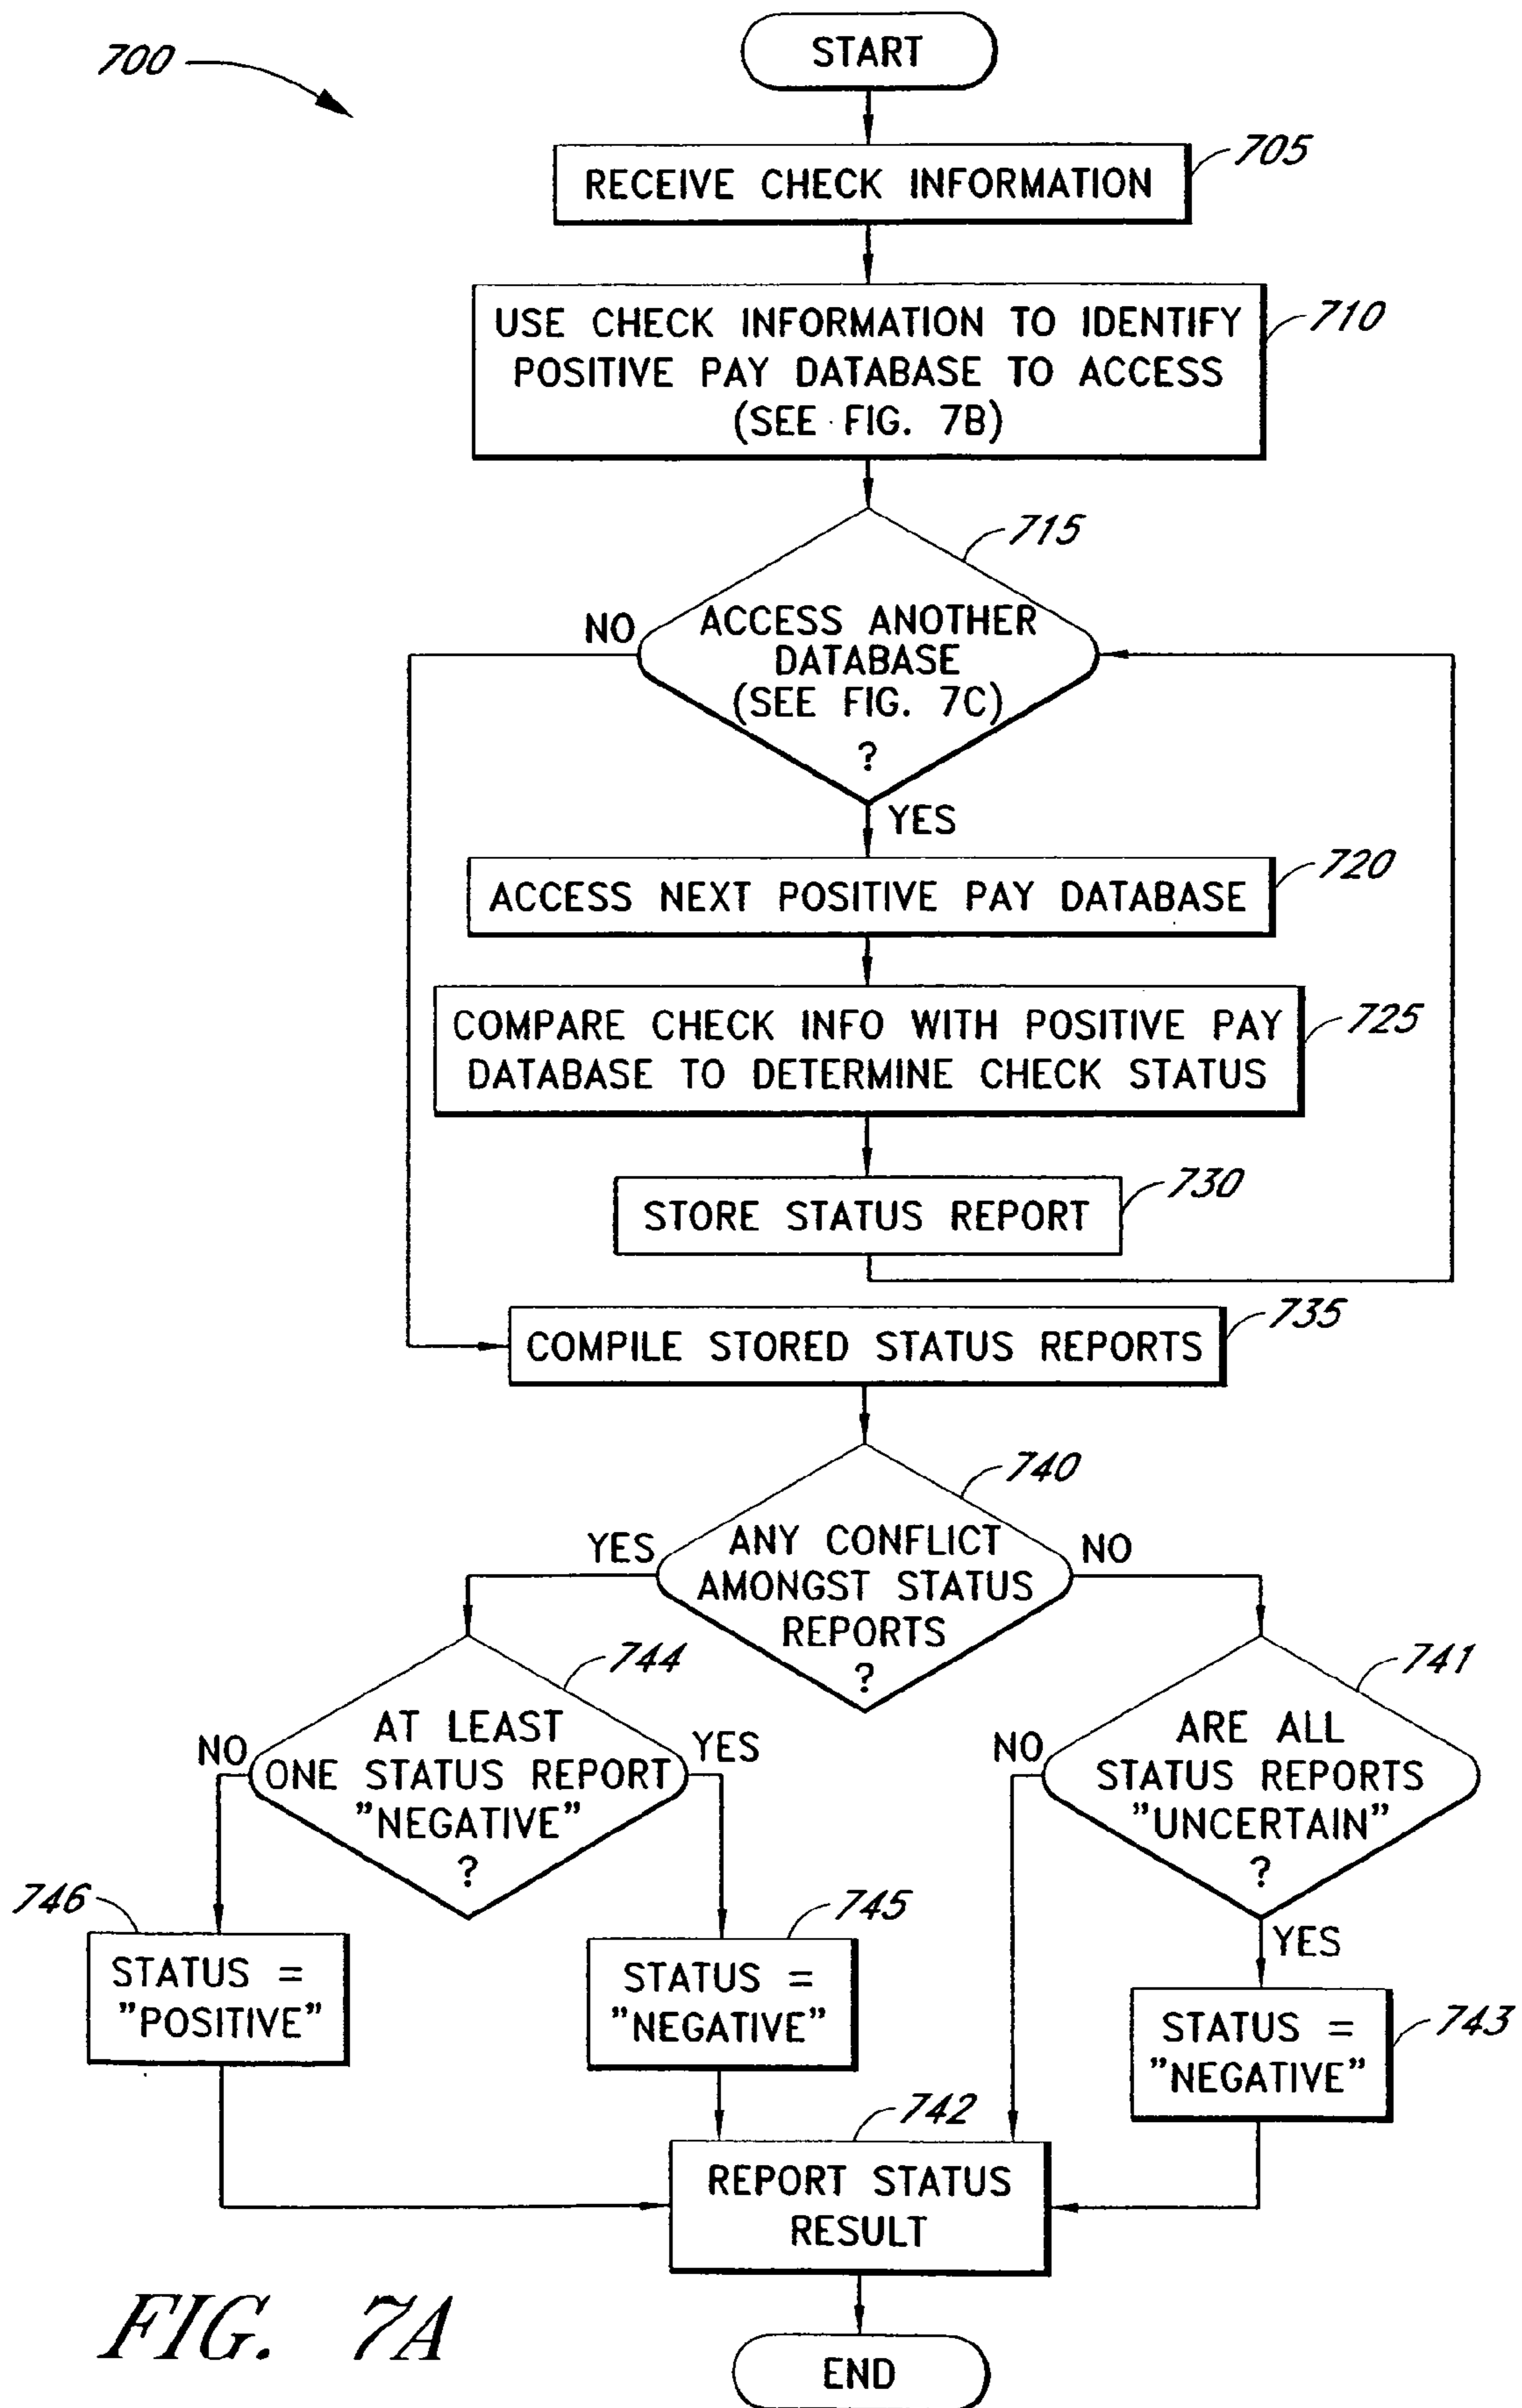 700
START
705
RECEIVE CHECK INFORMATION
710
USE CHECK INFORMATION TO IDENTIFY
POSITIVE PAY DATABASE TO ACCESS
(SEE FIG. 7B)
715
NO
ACCESS ANOTHER
DATABASE
(SEE FIG. 7C)
?
YES
720
ACCESS NEXT POSITIVE PAY DATABASE
725
COMPARE CHECK INFO WITH POSITIVE PAY
DATABASE TO DETERMINE CHECK STATUS
730
STORE STATUS REPORT
735
COMPILE STORED STATUS REPORTS
740
YES
ANY CONFLICT
AMONGST STATUS
REPORTS
?
NO
744
NO
AT LEAST
ONE STATUS REPORT
"NEGATIVE"
?
YES
741
NO
ARE ALL
STATUS REPORTS
"UNCERTAIN"
?
YES
746
STATUS =
"POSITIVE"
745
STATUS =
"NEGATIVE"
743
STATUS =
"NEGATIVE"
742
REPORT STATUS
RESULT
END
FIG. 7A